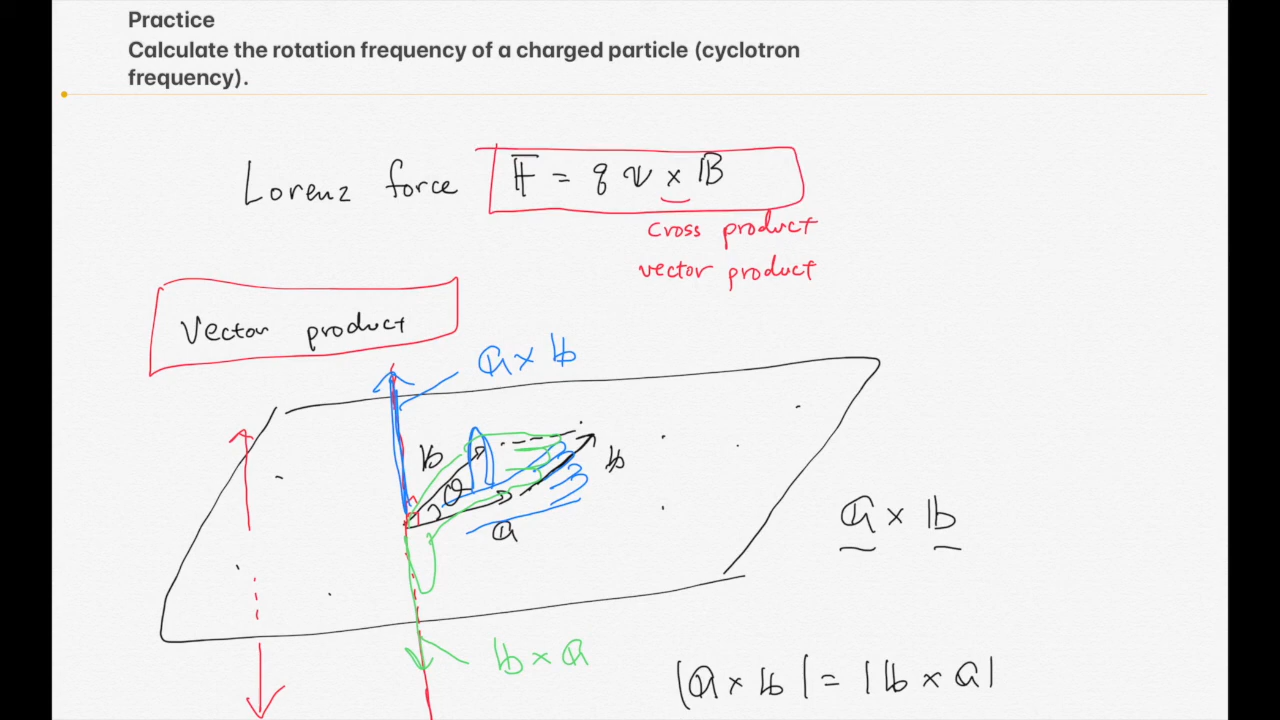 Practice
Calculate the rotation frequency of a charged particle (cyclotron
frequency).
Lorenz force F = q v × B
cross product
vector product
Vector product
a × b
b
θ
b
a
a × b
b × a
|a × b| = |b × a|